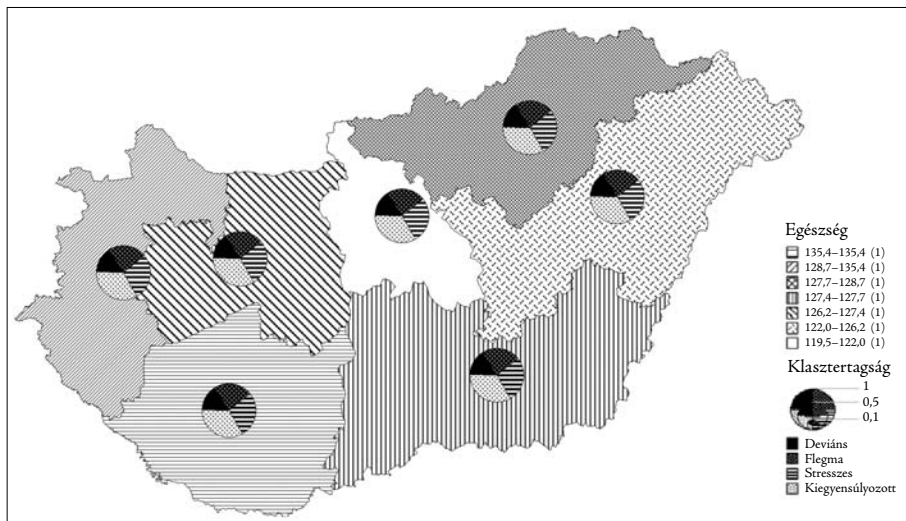 Egészség
135,4–135,4 (1)
128,7–135,4 (1)
127,7–128,7 (1)
127,4–127,7 (1)
126,2–127,4 (1)
122,0–126,2 (1)
119,5–122,0 (1)
Klasztertagság
1
0,5
0,1
Deviáns
Flegma
Stresszes
Kiegyensúlyozott